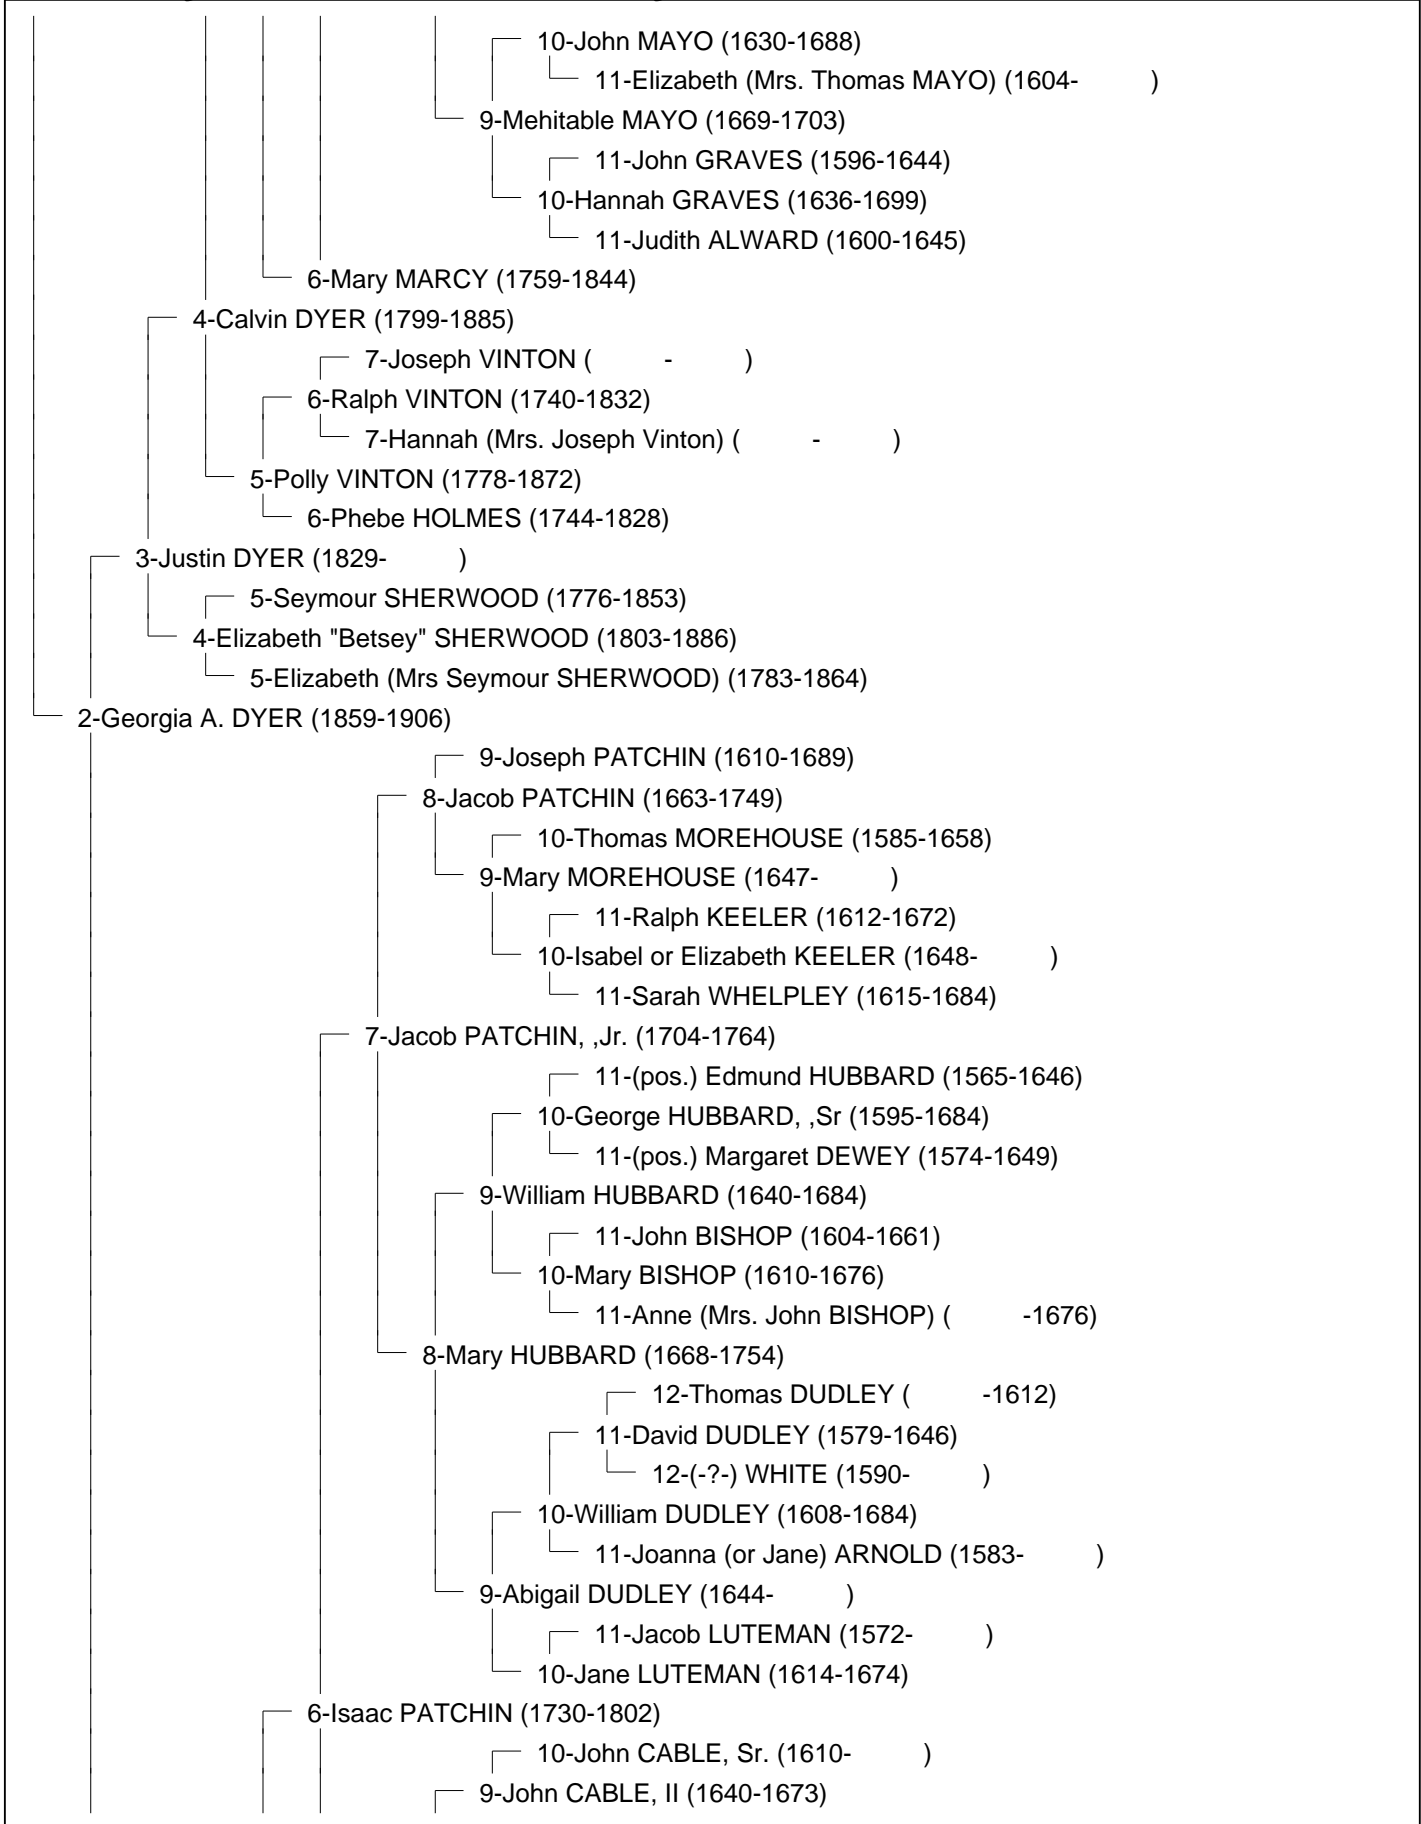 10-John MAYO (1630-1688)
11-Elizabeth (Mrs. Thomas MAYO) (1604- )
9-Mehitable MAYO (1669-1703)
11-John GRAVES (1596-1644)
10-Hannah GRAVES (1636-1699)
11-Judith ALWARD (1600-1645)
6-Mary MARCY (1759-1844)
4-Calvin DYER (1799-1885)
7-Joseph VINTON ( - )
6-Ralph VINTON (1740-1832)
7-Hannah (Mrs. Joseph Vinton) ( - )
5-Polly VINTON (1778-1872)
6-Phebe HOLMES (1744-1828)
3-Justin DYER (1829- )
5-Seymour SHERWOOD (1776-1853)
4-Elizabeth "Betsey" SHERWOOD (1803-1886)
5-Elizabeth (Mrs Seymour SHERWOOD) (1783-1864)
2-Georgia A. DYER (1859-1906)
9-Joseph PATCHIN (1610-1689)
8-Jacob PATCHIN (1663-1749)
10-Thomas MOREHOUSE (1585-1658)
9-Mary MOREHOUSE (1647- )
11-Ralph KEELER (1612-1672)
10-Isabel or Elizabeth KEELER (1648- )
11-Sarah WHELPLEY (1615-1684)
7-Jacob PATCHIN, ,Jr. (1704-1764)
11-(pos.) Edmund HUBBARD (1565-1646)
10-George HUBBARD, ,Sr (1595-1684)
11-(pos.) Margaret DEWEY (1574-1649)
9-William HUBBARD (1640-1684)
11-John BISHOP (1604-1661)
10-Mary BISHOP (1610-1676)
11-Anne (Mrs. John BISHOP) ( -1676)
8-Mary HUBBARD (1668-1754)
12-Thomas DUDLEY ( -1612)
11-David DUDLEY (1579-1646)
12-(-?-) WHITE (1590- )
10-William DUDLEY (1608-1684)
11-Joanna (or Jane) ARNOLD (1583- )
9-Abigail DUDLEY (1644- )
11-Jacob LUTEMAN (1572- )
10-Jane LUTEMAN (1614-1674)
6-Isaac PATCHIN (1730-1802)
10-John CABLE, Sr. (1610- )
9-John CABLE, II (1640-1673)